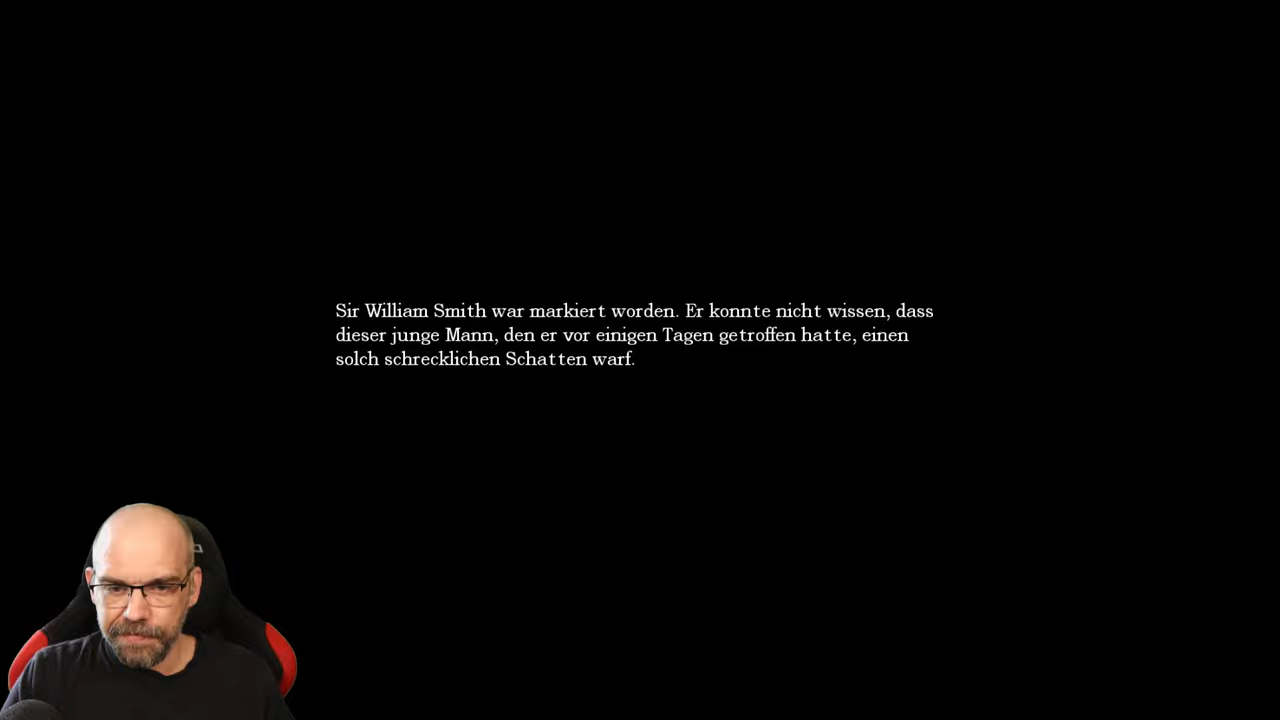 Sir William Smith war markiert worden. Er konnte nicht wissen, dass
dieser junge Mann, den er vor einigen Tagen getroffen hatte, einen
solch schrecklichen Schatten warf.